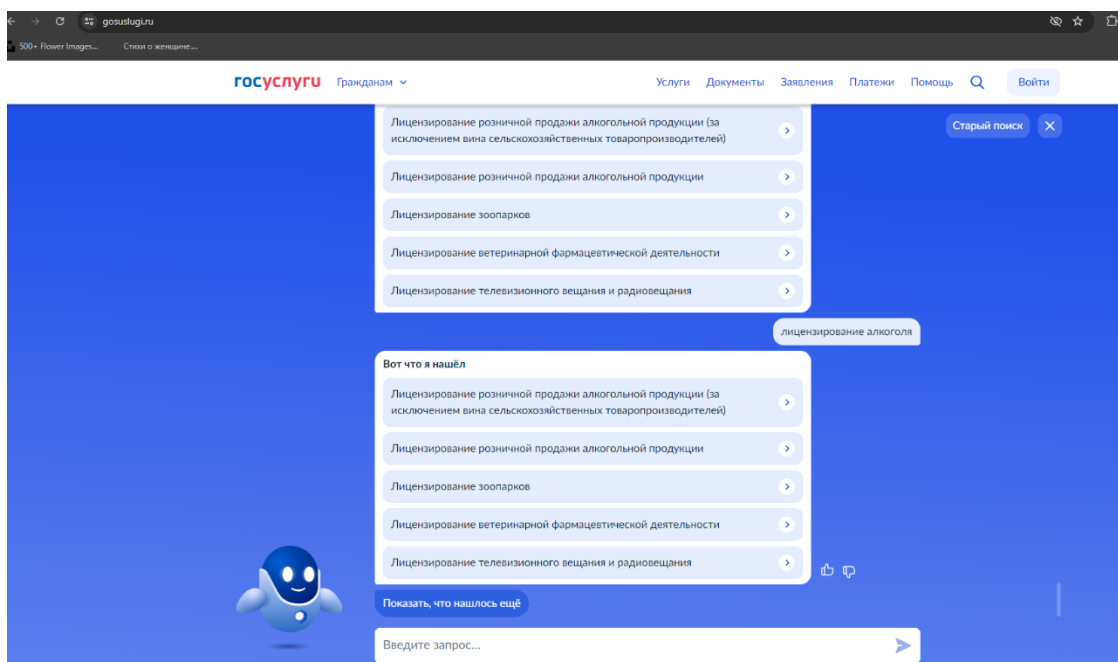 gosuslugi.ru
500+ Flower Images...
Стихи о женщине....
госуслуги
Гражданам
Услуги
Документы
Заявления
Платежи
Помощь
Войти
Старый поиск
Лицензирование розничной продажи алкогольной продукции (за
исключением вина сельскохозяйственных товаропроизводителей)
Лицензирование розничной продажи алкогольной продукции
Лицензирование зоопарков
Лицензирование ветеринарной фармацевтической деятельности
Лицензирование телевизионного вещания и радиовещания
лицензирование алкоголя
Вот что я нашёл
Лицензирование розничной продажи алкогольной продукции (за
исключением вина сельскохозяйственных товаропроизводителей)
Лицензирование розничной продажи алкогольной продукции
Лицензирование зоопарков
Лицензирование ветеринарной фармацевтической деятельности
Лицензирование телевизионного вещания и радиовещания
Показать, что нашлось ещё
Введите запрос...